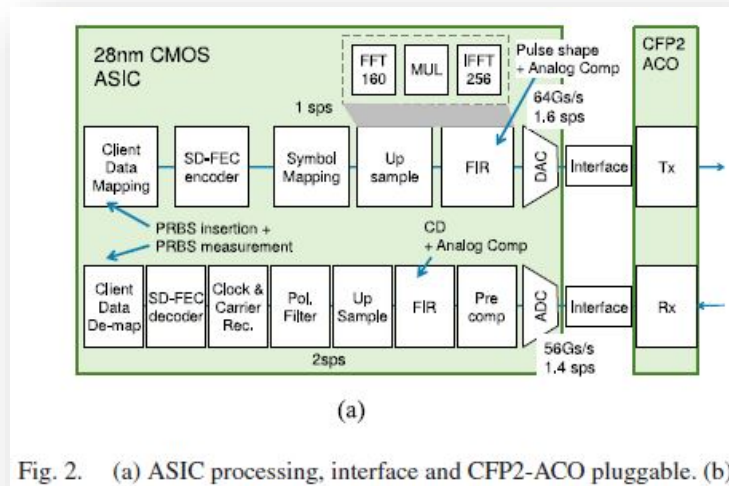 28nm CMOS
ASIC
FFT
160
MUL
IFFT
256
Pulse shape
+ Analog Comp
CFP2
ACO
1 sps
64Gs/s
1.6 sps
Client
Data
Mapping
SD-FEC
encoder
Symbol
Mapping
Up
sample
FIR
DAC
Interface
Tx
PRBS insertion +
PRBS measurement
CD
+ Analog Comp
Client
Data
De-map
SD-FEC
decoder
Clock &
Carrier
Rec.
Pol.
Filter
Up
Sample
FIR
Pre
comp
ADC
Interface
Rx
2sps
56Gs/s
1.4 sps
(a)
Fig. 2. (a) ASIC processing, interface and CFP2-ACO pluggable. (b)